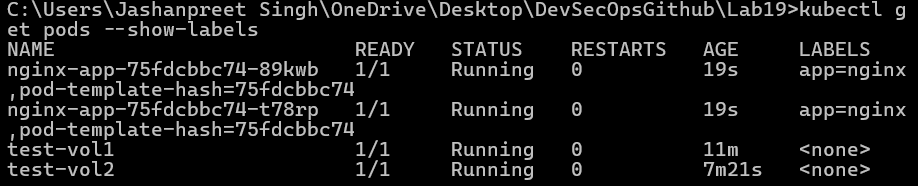 C:\Users\Jashanpreet Singh\OneDrive\Desktop\DevSecOpsGithub\Lab19>kubectl g
et pods --show-labels
NAME                         READY   STATUS    RESTARTS   AGE     LABELS
nginx-app-75fdcbbc74-89kwb   1/1     Running   0          19s     app=nginx
,pod-template-hash=75fdcbbc74
nginx-app-75fdcbbc74-t78rp   1/1     Running   0          19s     app=nginx
,pod-template-hash=75fdcbbc74
test-vol1                    1/1     Running   0          11m     <none>
test-vol2                    1/1     Running   0          7m21s   <none>